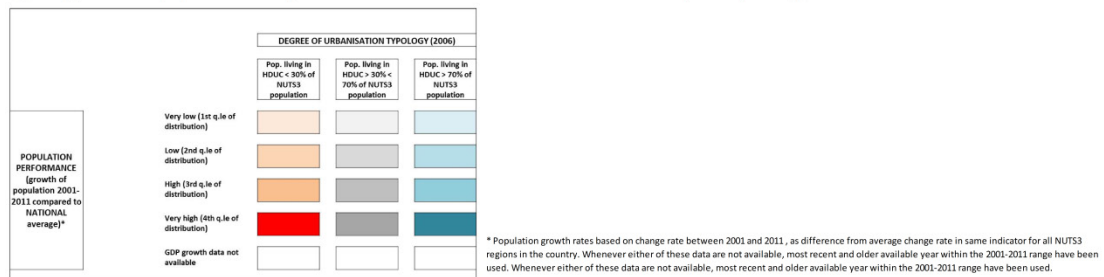 DEGREE OF URBANISATION TYPOLOGY (2006)
Pop. living in
HDUC < 30% of
NUTS3
population
Pop. living in
HDUC > 30% <
70% of NUTS3
population
Pop. living in
HDUC > 70% of
NUTS3
population
POPULATION
PERFORMANCE
(growth of
population 2001-
2011 compared to
NATIONAL
average)*
Very low (1st q.le of
distribution)
Low (2nd q.le of
distribution)
High (3rd q.le of
distribution)
Very high (4th q.le of
distribution)
GDP growth data not
available
* Population growth rates based on change rate between 2001 and 2011 , as difference from average change rate in same indicator for all NUTS3
regions in the country. Whenever either of these data are not available, most recent and older available year within the 2001-2011 range have been
used. Whenever either of these data are not available, most recent and older available year within the 2001-2011 range have been used.